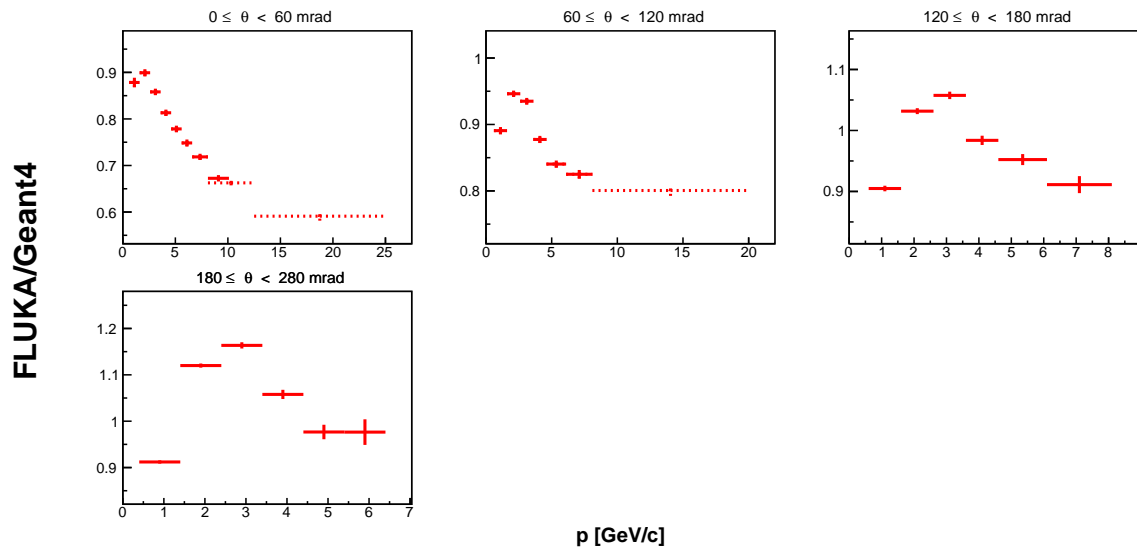 0 ≤ θ < 60 mrad
60 ≤ θ < 120 mrad
120 ≤ θ < 180 mrad
0.9
0.8
0.7
0.6
0 5 10 15 20 25
1
0.9
0.8
0 5 10 15 20
1.1
1
0.9
0 1 2 3 4 5 6 7 8
FLUKA/Geant4
180 ≤ θ < 280 mrad
1.2
1.1
1
0.9
0 1 2 3 4 5 6 7
p [GeV/c]